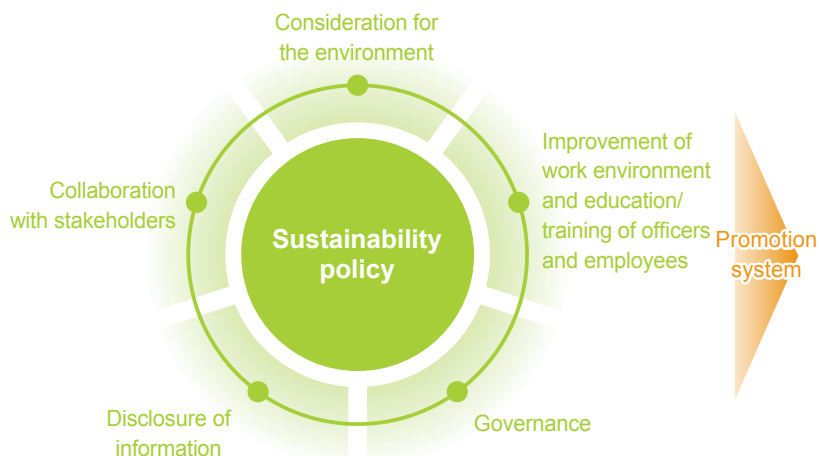 Consideration for
the environment
Improvement of
work environment
and education/
training of officers
and employees
Collaboration
with stakeholders
Sustainability
policy
Promotion
system
Governance
Disclosure of
information